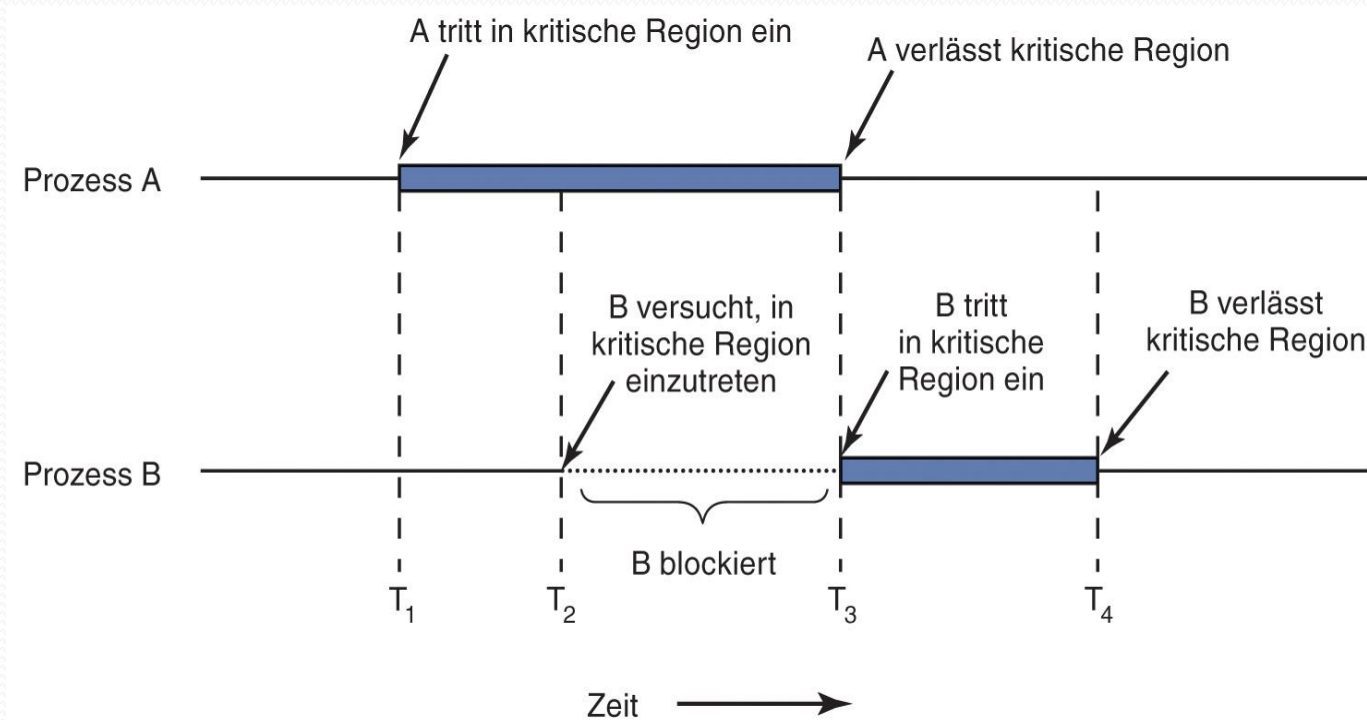 A tritt in kritische Region ein
A verlässt kritische Region
Prozess A
B versucht, in
kritische Region
einzutreten
B tritt
in kritische
Region ein
B verlässt
kritische Region
Prozess B
B blockiert
T1
T2
T3
T4
Zeit